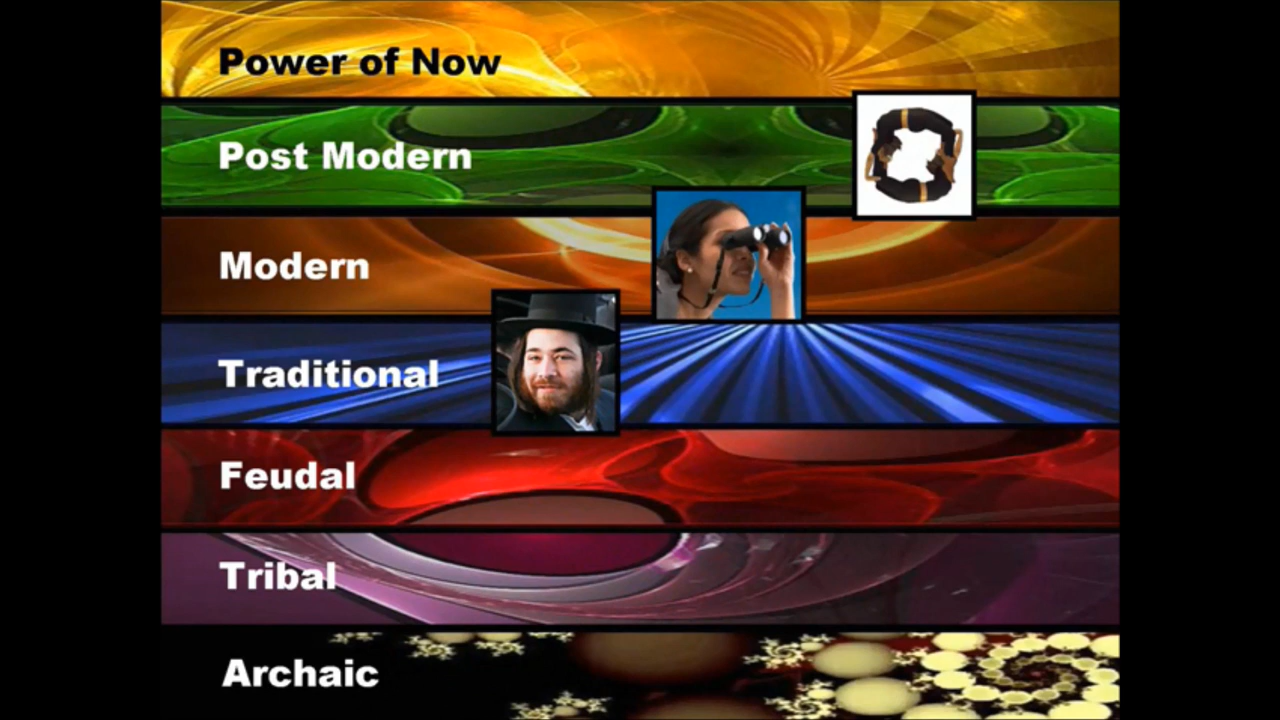 Power of Now
Post Modern
Modern
Traditional
Feudal
Tribal
Archaic